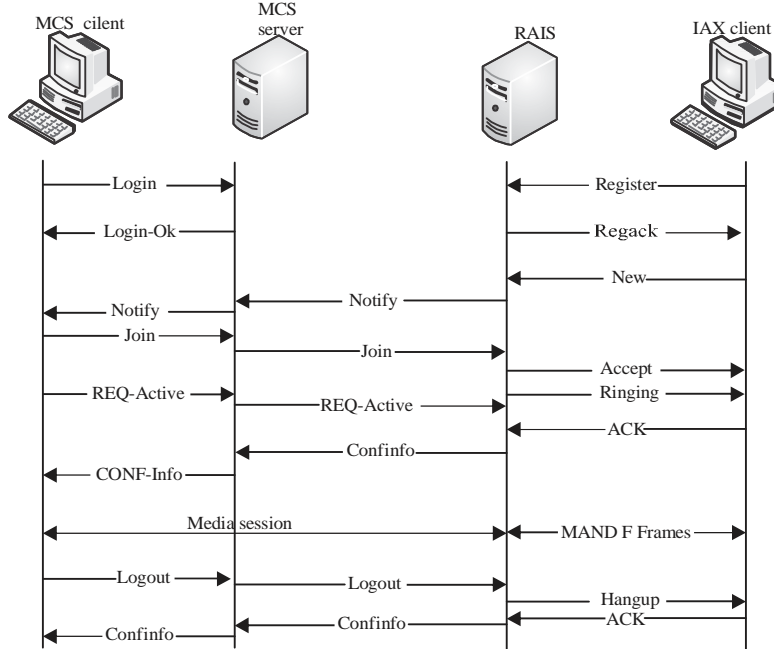 MCS cilent
MCS
server
RAIS
IAX client
Login
Register
Login-Ok
Regack
New
Notify
Notify
Join
Join
Accept
REQ-Active
Ringing
REQ-Active
ACK
Confinfo
CONF-Info
Media session
MAND F Frames
Logout
Logout
Hangup
ACK
Confinfo
Confinfo